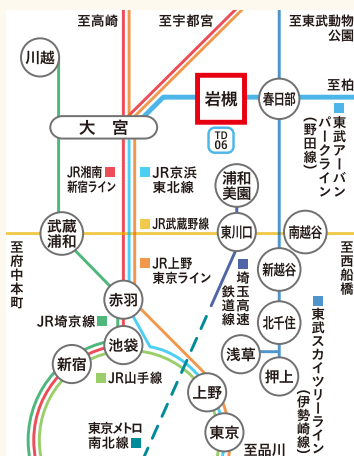 至高崎
至宇都宮
至東武動物
公園
川越
岩槻
春日部
至柏
大宮
TD
06
東武アーバン
パークライン
(野田線)
JR湘南
新宿ライン
JR京浜
東北線
浦和
美園
JR武蔵野線
武蔵
浦和
東川口
南越谷
至府中本町
至西船橋
JR上野
東京ライン
埼玉高速
鉄道線
新越谷
赤羽
JR埼京線
北千住
東武スカイツリーライン
(伊勢崎線)
池袋
新宿
浅草
押上
JR山手線
上野
東京メトロ
南北線
東京
至品川